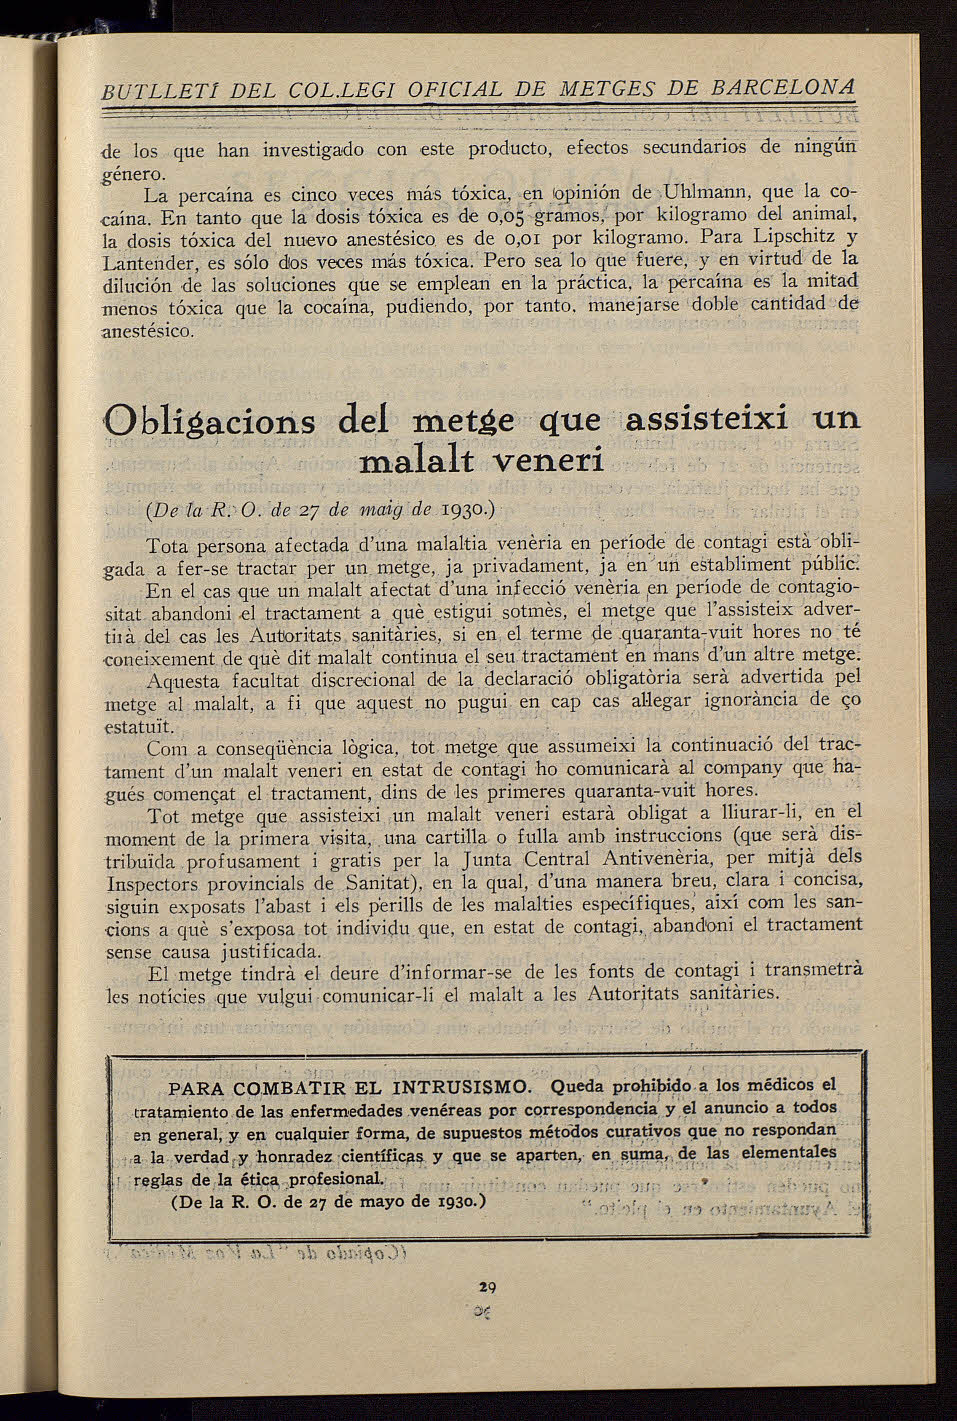 BUTLLETÍ DEL COL.LEGI OFICIAL DE METGES DE BARCELONA
de los que han investigado con este producto, efectos secundarios de ningún
género.
La percaína es cinco veces más tóxica, en opinión de Uhlmann, que la co-
caína. En tanto que la dosis tóxica es de 0,05 gramos, por kilogramo del animal,
la dosis tóxica del nuevo anestésico es de 0,01 por kilogramo. Para Lipschitz y
Lantender, es sólo dos veces más tóxica. Pero sea lo que fuere, y en virtud de la
dilución de las soluciones que se emplean en la práctica, la percaína es la mitad
menos tóxica que la cocaína, pudiendo, por tanto, manejarse doble cantidad de
anestésico.
Obligacions del metge que assisteixi un
malalt veneri
(De la R. O. de 27 de maig de 1930.)
Tota persona afectada d'una malaltia venèria en període de contagi està obli-
gada a fer-se tractar per un metge, ja privadament, ja en un establiment públic.
En el cas que un malalt afectat d'una infecció venèria en període de contagio-
sitat abandoni el tractament a què estigui sotmès, el metge que l'assisteix adver-
tirà del cas les Autoritats sanitàries, si en el terme de quaranta-vuit hores no té
coneixement de què dit malalt continua el seu tractament en mans d'un altre metge.
Aquesta facultat discrecional de la declaració obligatòria serà advertida pel
metge al malalt, a fi que aquest no pugui en cap cas allegar ignorància de ço
estatuït.
Com a conseqüència lògica, tot metge que assumeixi la continuació del trac-
tament d'un malalt veneri en estat de contagi ho comunicarà al company que ha-
gués començat el tractament, dins de les primeres quaranta-vuit hores.
Tot metge que assisteixi un malalt veneri estarà obligat a lliurar-li, en el
moment de la primera visita, una cartilla o fulla amb instruccions (que serà dis-
tribuïda profusament i gratis per la Junta Central Antivenèria, per mitjà dels
Inspectors provincials de Sanitat), en la qual, d'una manera breu, clara i concisa,
siguin exposats l'abast i els perills de les malalties específiques, així com les san-
cions a què s'exposa tot individu que, en estat de contagi, abandoni el tractament
sense causa justificada.
El metge tindrà el deure d'informar-se de les fonts de contagi i transmetrà
les notícies que vulgui comunicar-li el malalt a les Autoritats sanitàries.
PARA COMBATIR EL INTRUSISMO. Queda prohibido a los médicos el
tratamiento de las enfermedades venéreas por correspondencia y el anuncio a todos
en general, y en cualquier forma, de supuestos métodos curativos que no respondan
a la verdad y honradez científicas y que se aparten, en suma, de las elementales
reglas de la ética profesional.
(De la R. O. de 27 de mayo de 1930.)
29